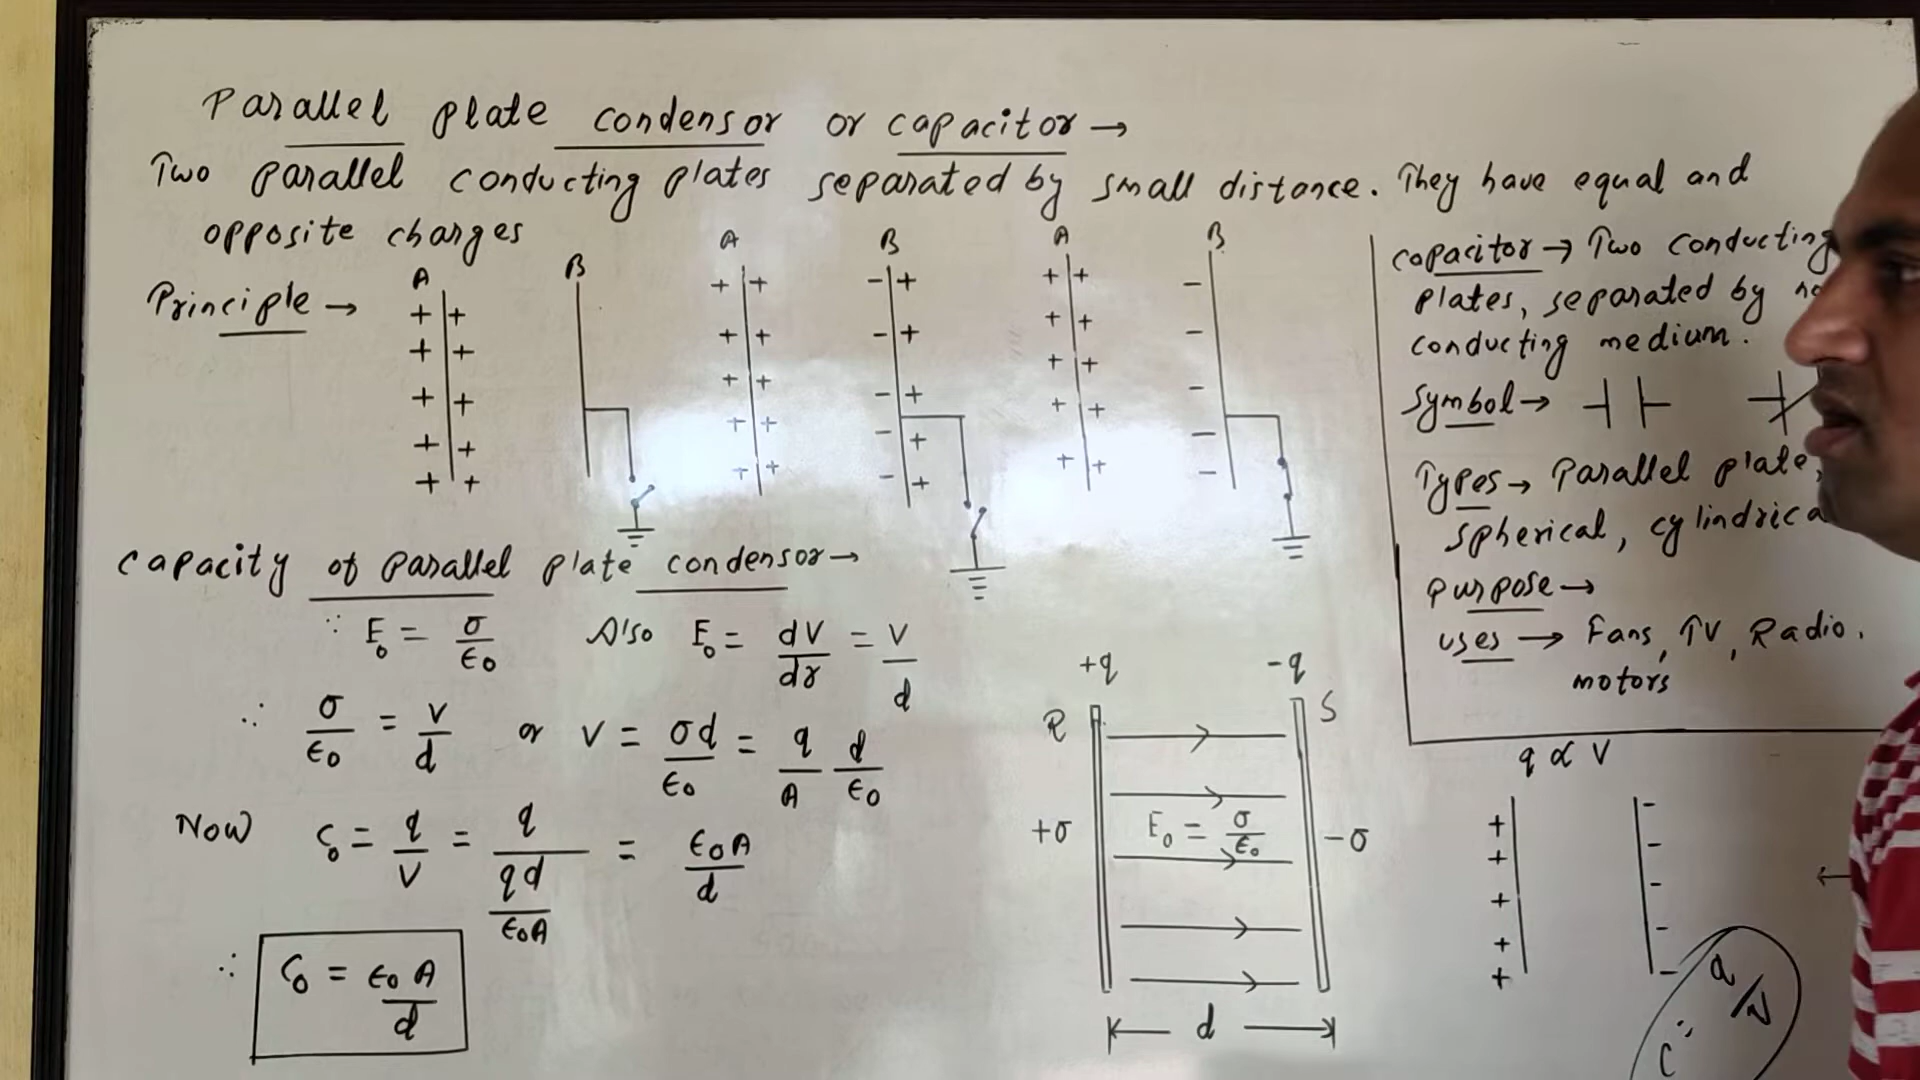 Parallel plate condensor or capacitor →
Two parallel conducting plates separated by small distance. They have equal and
opposite charges
Principle →
A
B
A
B
A
B
capacity of parallel plate condensor →
∵ E₀ = σ/ϵ₀ Also E₀ = dV/dr = V/d
∴ σ/ϵ₀ = V/d or V = σd/ϵ₀ = q/A d/ϵ₀
Now C₀ = q/V = q/(qd/ϵ₀A) = ϵ₀A/d
∴ C₀ = ϵ₀A/d
+q
-q
R
S
+σ
E₀ = σ/ϵ₀
-σ
d
capacitor → Two conducting
plates, separated by
conducting medium.
Symbol →
Types → Parallel plate,
spherical,
purpose →
uses → Fans, TV, Radio.
motors
q ∝ V